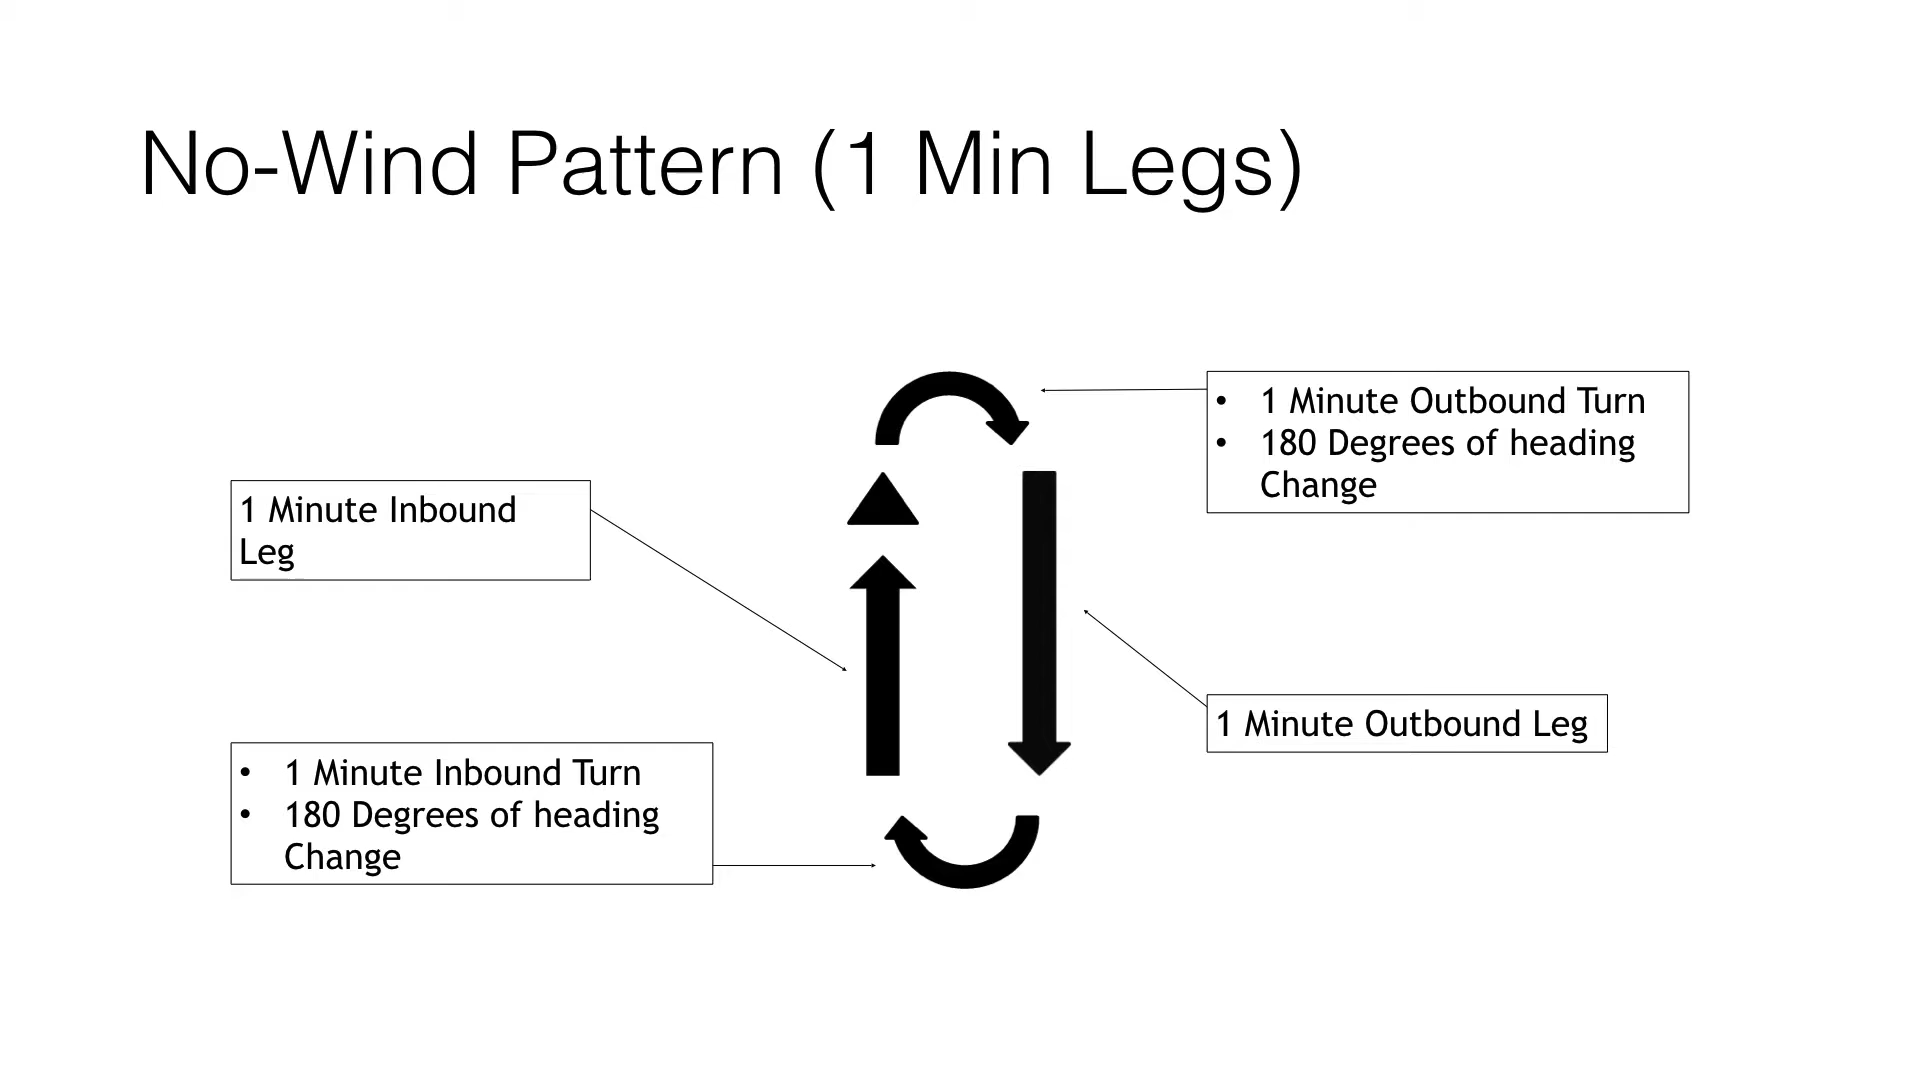 No-Wind Pattern (1 Min Legs)
• 1 Minute Outbound Turn
• 180 Degrees of heading
Change
1 Minute Inbound
Leg
1 Minute Outbound Leg
• 1 Minute Inbound Turn
• 180 Degrees of heading
Change